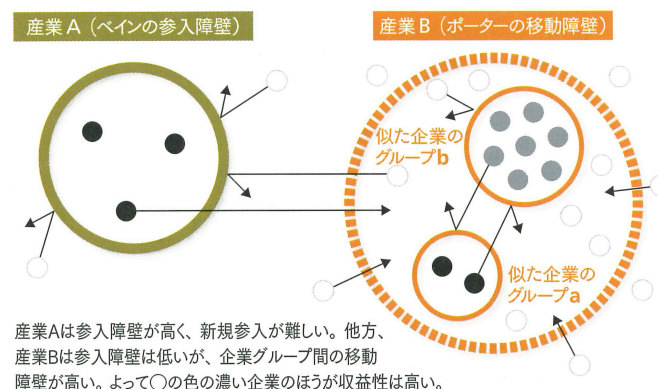 産業A(ベインの参入障壁)
産業B(ポーターの移動障壁)
似た企業の
グループb
似た企業の
グループa
産業Aは参入障壁が高く、新規参入が難しい。他方、
産業Bは参入障壁は低いが、企業グループ間の移動
障壁が高い。よって○の色の濃い企業のほうが収益性は高い。